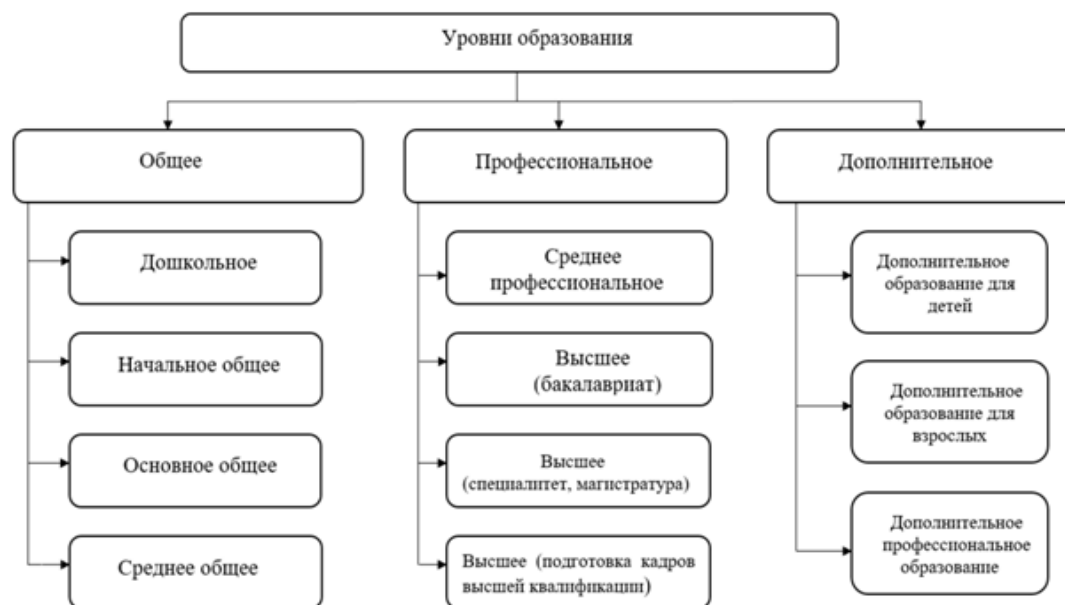 Уровни образования
Общее
Дошкольное
Начальное общее
Основное общее
Среднее общее
Профессиональное
Среднее
профессиональное
Высшее
(бакалавриат)
Высшее
(специалитет, магистратура)
Высшее (подготовка кадров
высшей квалификации)
Дополнительное
Дополнительное
образование для
детей
Дополнительное
образование для
взрослых
Дополнительное
профессиональное
образование